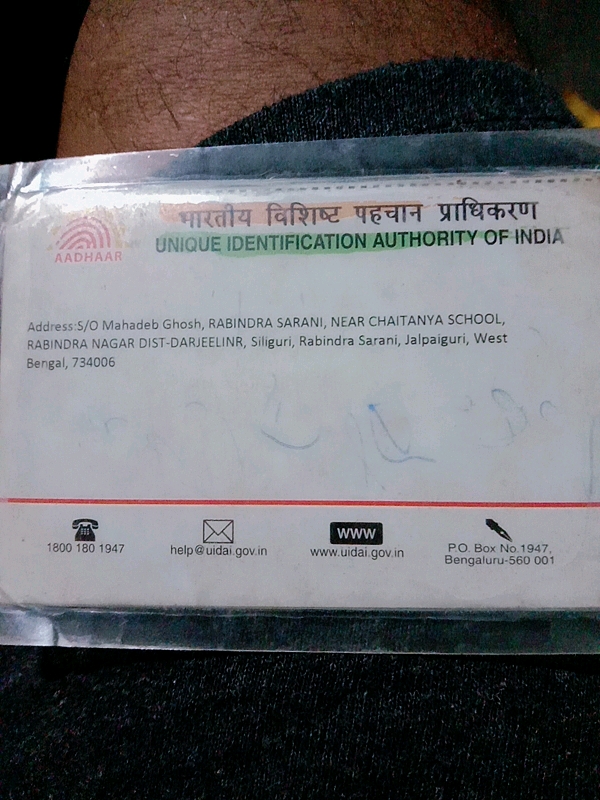 भारतीय विशिष्ट पहचान प्राधिकरण
UNIQUE IDENTIFICATION AUTHORITY OF INDIA
AADHAAR
Address:S/O Mahadeb Ghosh, RABINDRA SARANI, NEAR CHAITANYA SCHOOL,
RABINDRA NAGAR DIST-DARJEELINR, Siliguri, Rabindra Sarani, Jalpaiguri, West
Bengal, 734006
1800 180 1947
help@uidai.gov.in
www
www.uidai.gov.in
P.O. Box No.1947,
Bengaluru-560 001